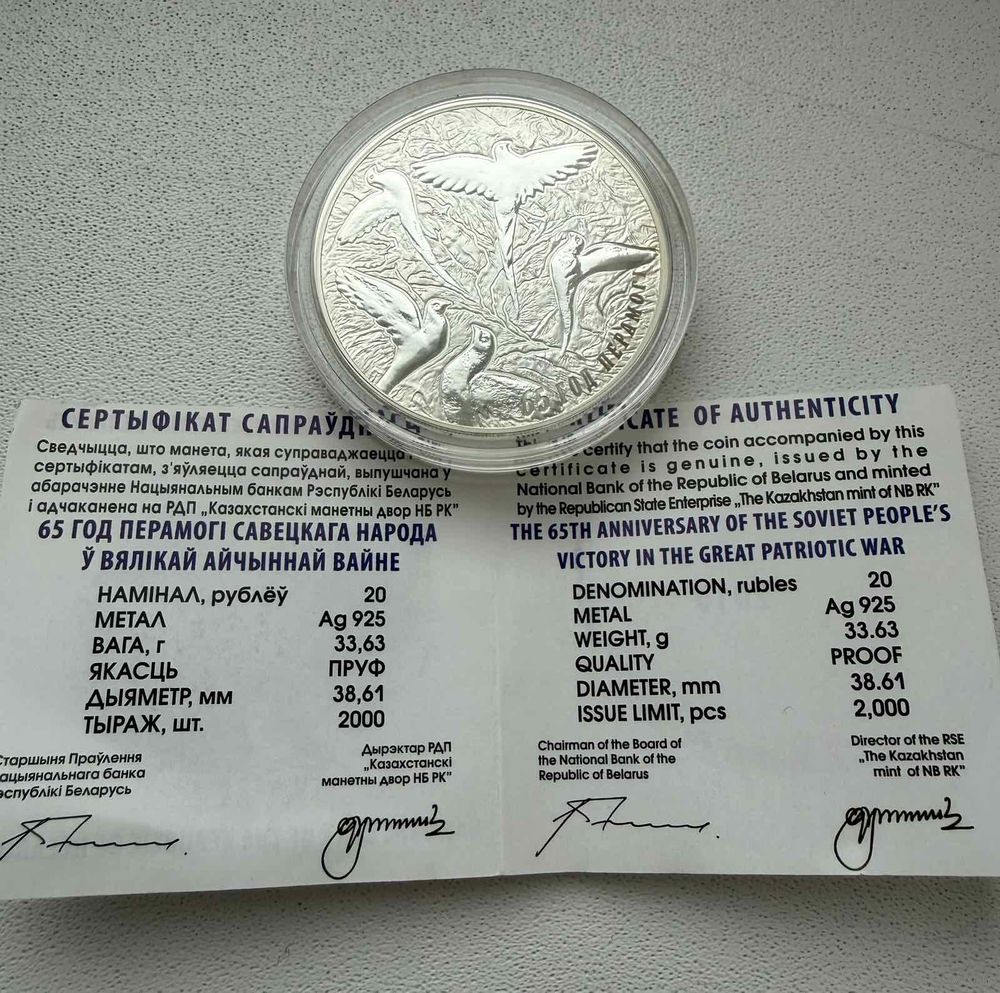 65 ГОД ПЕРАМОГІ
СЕРТЫФІКАТ
Сведчыцца, што манета, якая суправаджаецца
сертыфікатам, з'яўляецца сапраўднай, выпушчана ў
абарачэнне Нацыянальным банкам Рэспублікі Беларусь
і адчаканена на РДП „Казахстанскі манетны двор НБ РК"
65 ГОД ПЕРАМОГІ САВЕЦКАГА НАРОДА
Ў ВЯЛІКАЙ АЙЧЫННАЙ ВАЙНЕ
НАМІНАЛ, рублёў 20
МЕТАЛ Ag 925
ВАГА, г 33,63
ЯКАСЦЬ ПРУФ
ДЫЯМЕТР, мм 38,61
ТЫРАЖ, шт. 2000
Старшыня Праўлення
Нацыянальнага банка
Рэспублікі Беларусь
Дырэктар РДП
„Казахстанскі
манетны двор НБ РК"
CERTIFICATE OF AUTHENTICITY
certify that the coin accompanied by this
certificate is genuine, issued by the
National Bank of the Republic of Belarus and minted
by the Republican State Enterprise „The Kazakhstan mint of NB RK"
THE 65TH ANNIVERSARY OF THE SOVIET PEOPLE'S
VICTORY IN THE GREAT PATRIOTIC WAR
DENOMINATION, rubles 20
METAL Ag 925
WEIGHT, g 33.63
QUALITY PROOF
DIAMETER, mm 38.61
ISSUE LIMIT, pcs 2,000
Chairman of the Board of
the National Bank of the
Republic of Belarus
Director of the RSE
„The Kazakhstan
mint of NB RK"